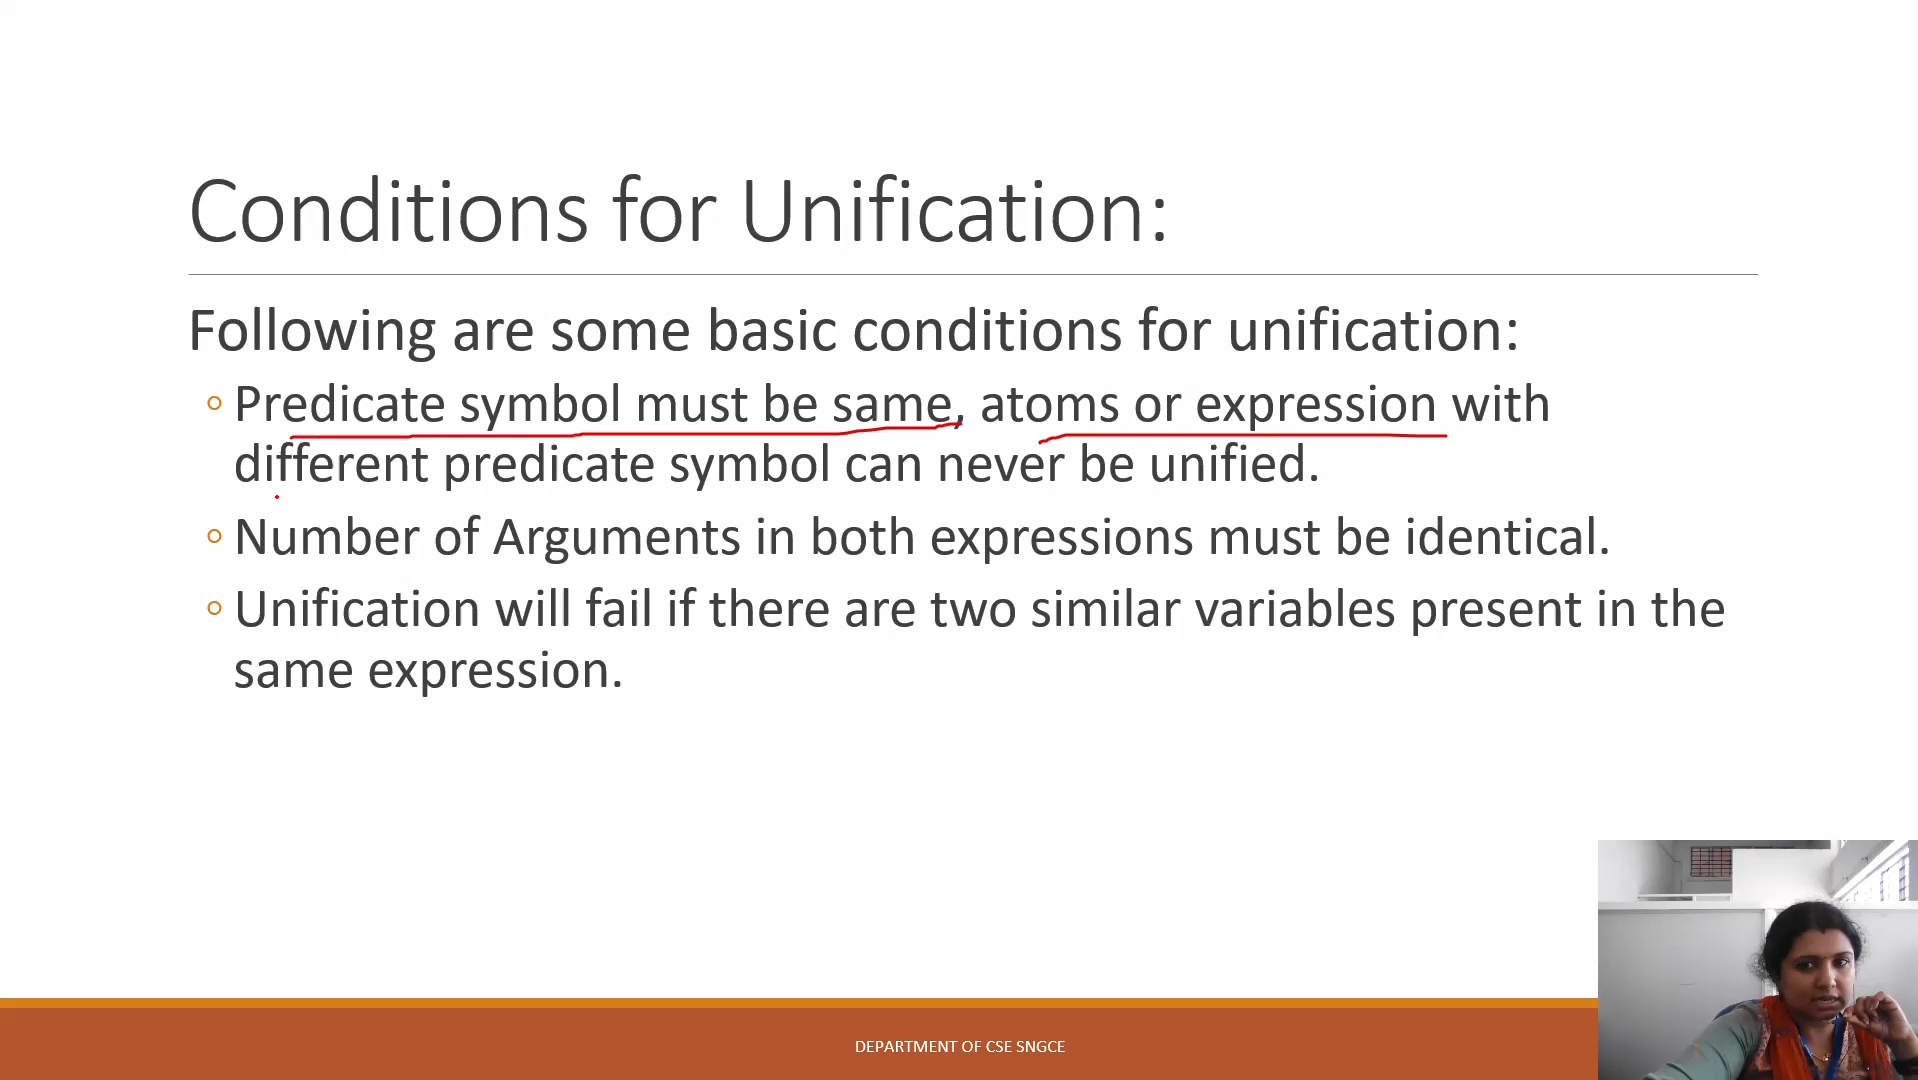 Conditions for Unification:
Following are some basic conditions for unification:
Predicate symbol must be same, atoms or expression with
different predicate symbol can never be unified.
Number of Arguments in both expressions must be identical.
Unification will fail if there are two similar variables present in the
same expression.
DEPARTMENT OF CSE SNGCE